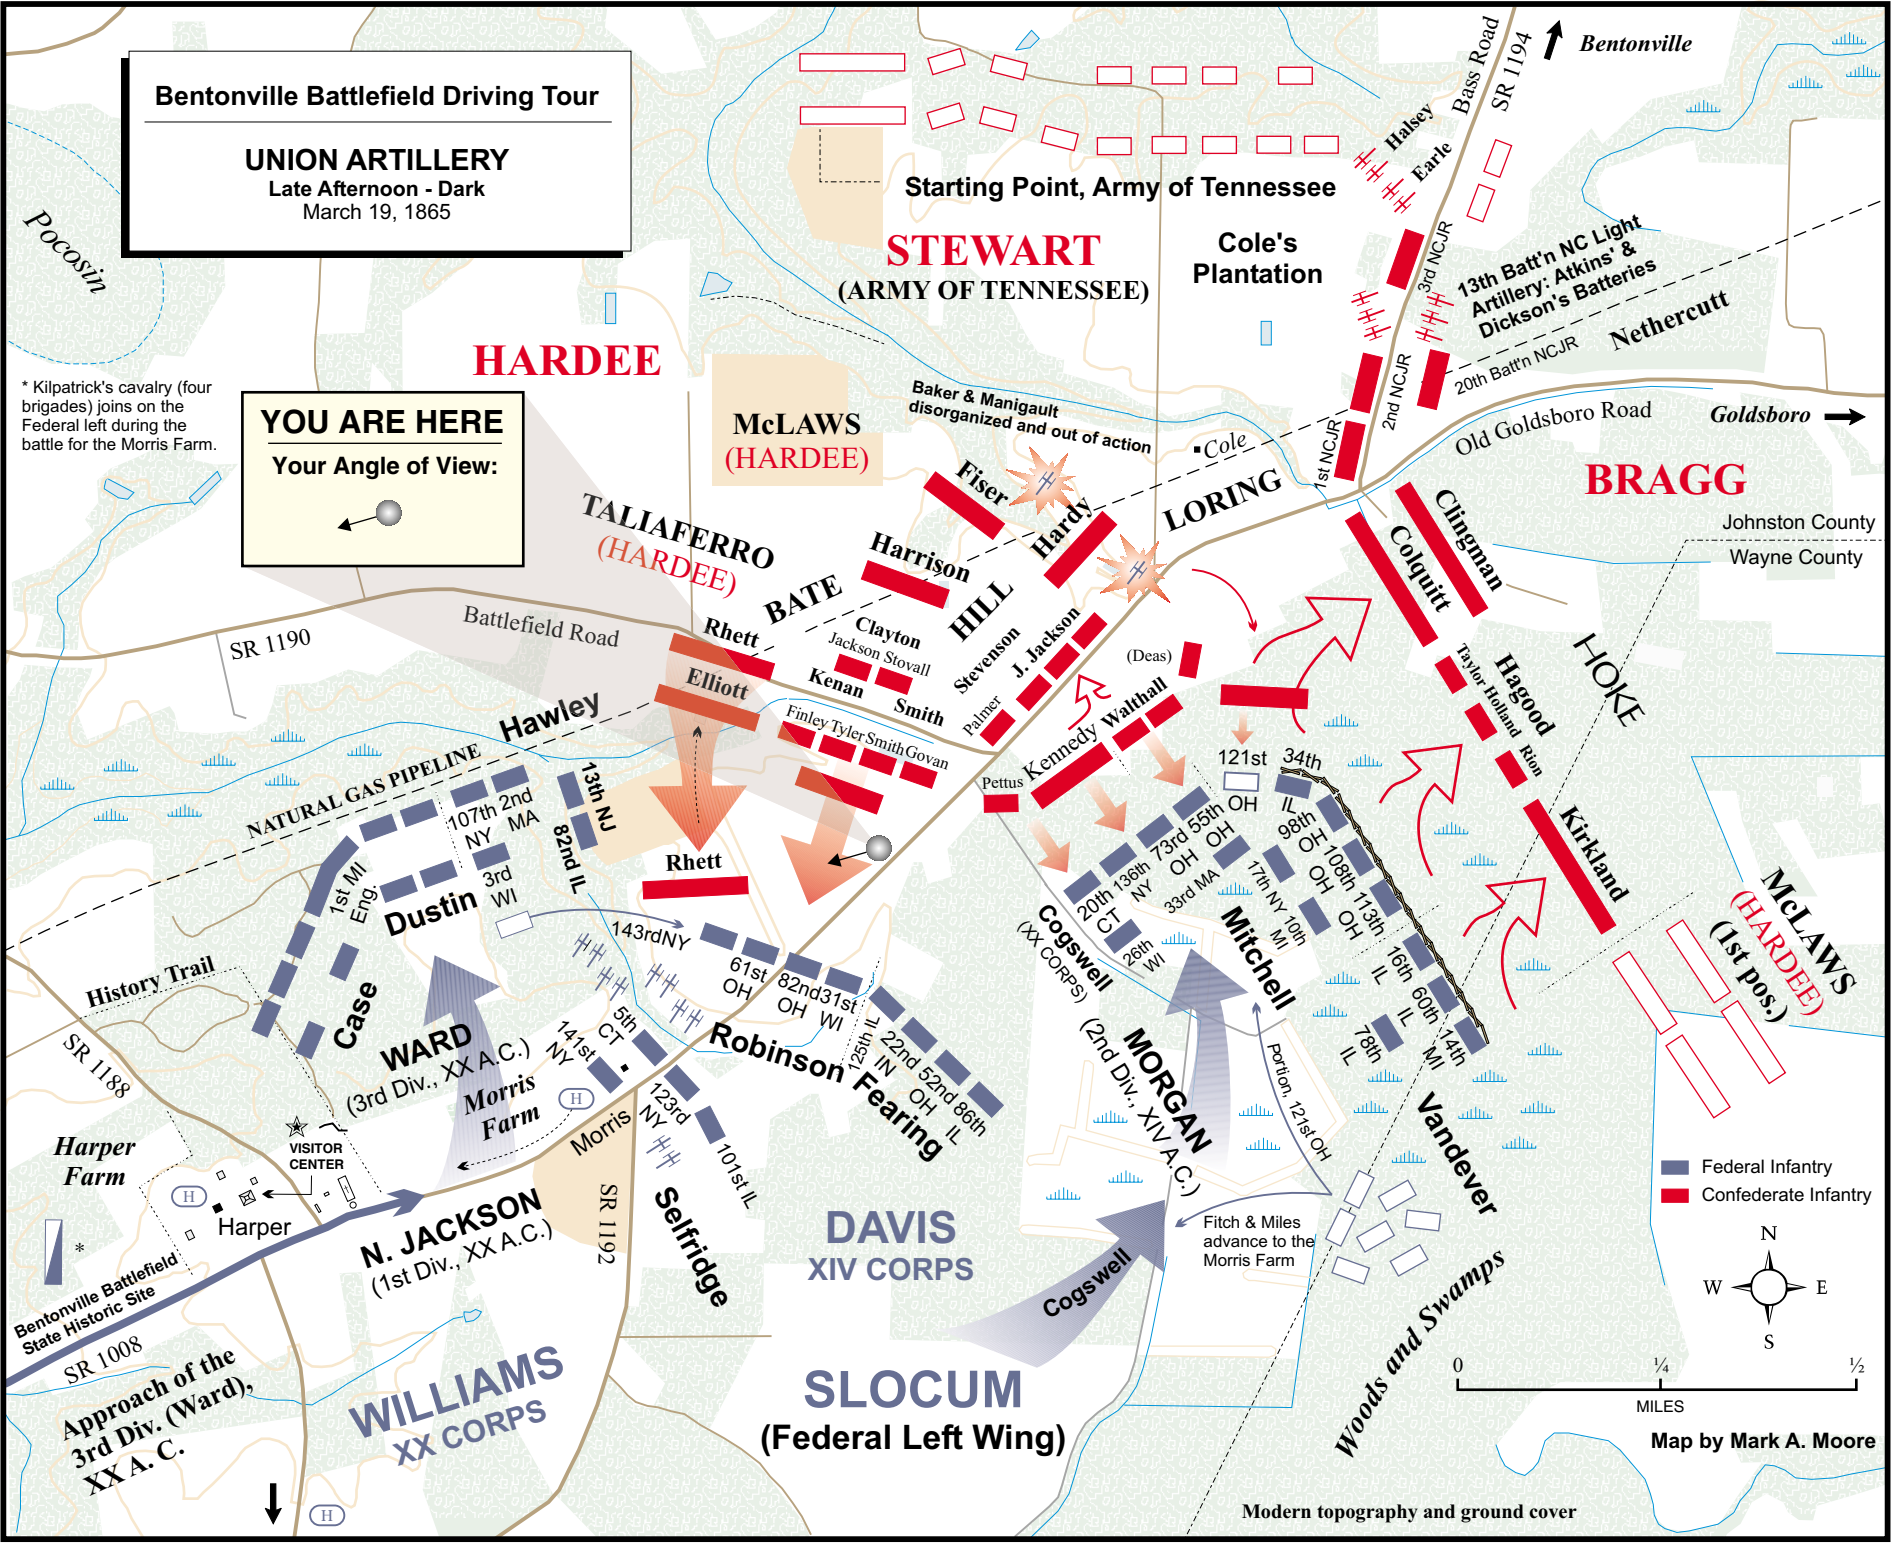 Bentonville Battlefield Driving Tour
UNION ARTILLERY
Late Afternoon - Dark
March 19, 1865
Pocosin
* Kilpatrick's cavalry (four
brigades) joins on the
Federal left during the
battle for the Morris Farm.
YOU ARE HERE
Your Angle of View:
Starting Point, Army of Tennessee
STEWART
(ARMY OF TENNESSEE)
Cole's
Plantation
Halsey
Earle
Bass Road
SR 1194
Bentonville
3rd NCJR
13th Batt'n NC Light
Artillery: Atkins' &
Dickson's Batteries
Nethercutt
20th Batt'n NCJR
2nd NCJR
1st NCJR
Old Goldsboro Road
Goldsboro
BRAGG
Johnston County
Wayne County
HARDEE
McLAWS
(HARDEE)
Baker & Manigault
disorganized and out of action
Cole
LORING
Fiser
Hardy
Harrison
HILL
TALIAFERRO
(HARDEE)
BATE
Clayton
Jackson Stovall
Kenan
Smith
Stevenson
J. Jackson
Palmer
(Deas)
Clingman
Colquitt
Hagood
Taylor
Holland
Rion
HOKE
Kirkland
McLAWS
(HARDEE)
(1st pos.)
SR 1190
Battlefield Road
Rhett
Elliott
Finley Tyler Smith Govan
Pettus
Kennedy
Walthall
Hawley
NATURAL GAS PIPELINE
107th
NY
2nd
MA
13th NJ
82nd IL
3rd
WI
1st MI
Eng.
Dustin
Case
Rhett
143rdNY
61st
OH
82nd
OH
31st
WI
Robinson
125th IL
22nd
IN
52nd
OH
86th
IL
Fearing
121st
OH
34th
IL
98th
OH
108th
OH
113th
OH
55th
OH
73rd
OH
136th
NY
20th
CT
33rd MA
26th
WI
17th NY
10th
MI
Cogswell
(XX CORPS)
Mitchell
16th
IL
60th
IL
14th
MI
78th
IL
Vandever
MORGAN
(2nd Div., XIV A.C.)
Portion, 121st OH
Fitch & Miles
advance to the
Morris Farm
Cogswell
Woods and Swamps
History Trail
SR 1188
WARD
(3rd Div., XX A.C.)
Morris
Farm
141st
NY
5th
CT
H
Morris
123rd
NY
101st IL
Selfridge
SR 1192
Harper
Farm
VISITOR
CENTER
H
Harper
*
N. JACKSON
(1st Div., XX A.C.)
Bentonville Battlefield
State Historic Site
SR 1008
Approach of the
3rd Div. (Ward),
XX A. C.
WILLIAMS
XX CORPS
H
DAVIS
XIV CORPS
SLOCUM
(Federal Left Wing)
Federal Infantry
Confederate Infantry
N
W
E
S
0
¼
½
MILES
Map by Mark A. Moore
Modern topography and ground cover